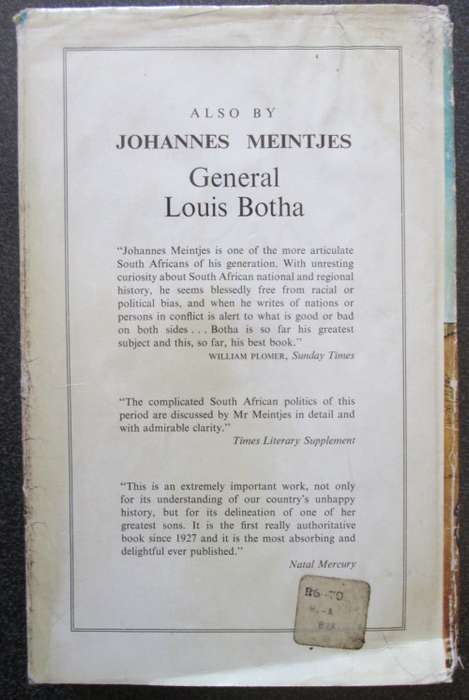 ALSO BY
JOHANNES MEINTJES
General
Louis Botha
"Johannes Meintjes is one of the more articulate
South Africans of his generation. With unresting
curiosity about South African national and regional
history, he seems blessedly free from racial or
political bias, and when he writes of nations or
persons in conflict is alert to what is good or bad
on both sides . . . Botha is so far his greatest
subject and this, so far, his best book."
WILLIAM PLOMER, Sunday Times
"The complicated South African politics of this
period are discussed by Mr Meintjes in detail and
with admirable clarity."
Times Literary Supplement
"This is an extremely important work, not only
for its understanding of our country's unhappy
history, but for its delineation of one of her
greatest sons. It is the first really authoritative
book since 1927 and it is the most absorbing and
delightful ever published."
Natal Mercury